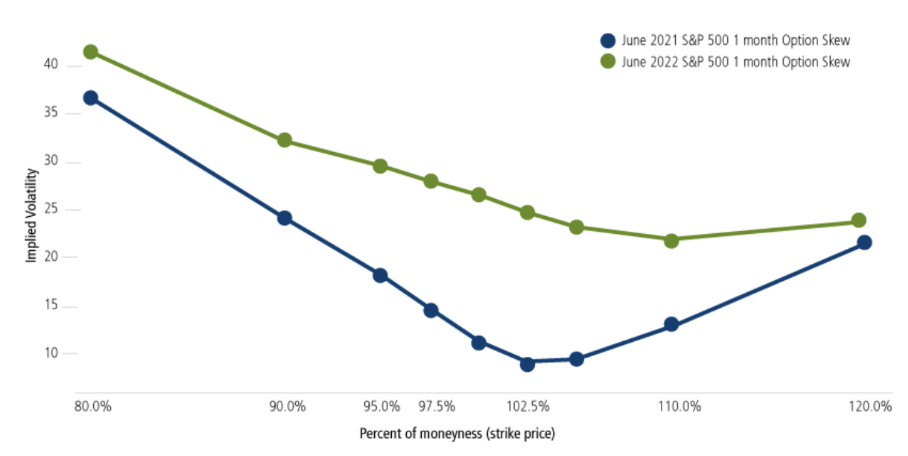 June 2021 S&P 500 1 month Option Skew
June 2022 S&P 500 1 month Option Skew
40
35
30
25
20
15
10
Implied Volatility
80.0% 90.0% 95.0% 97.5% 102.5% 110.0% 120.0%
Percent of moneyness (strike price)